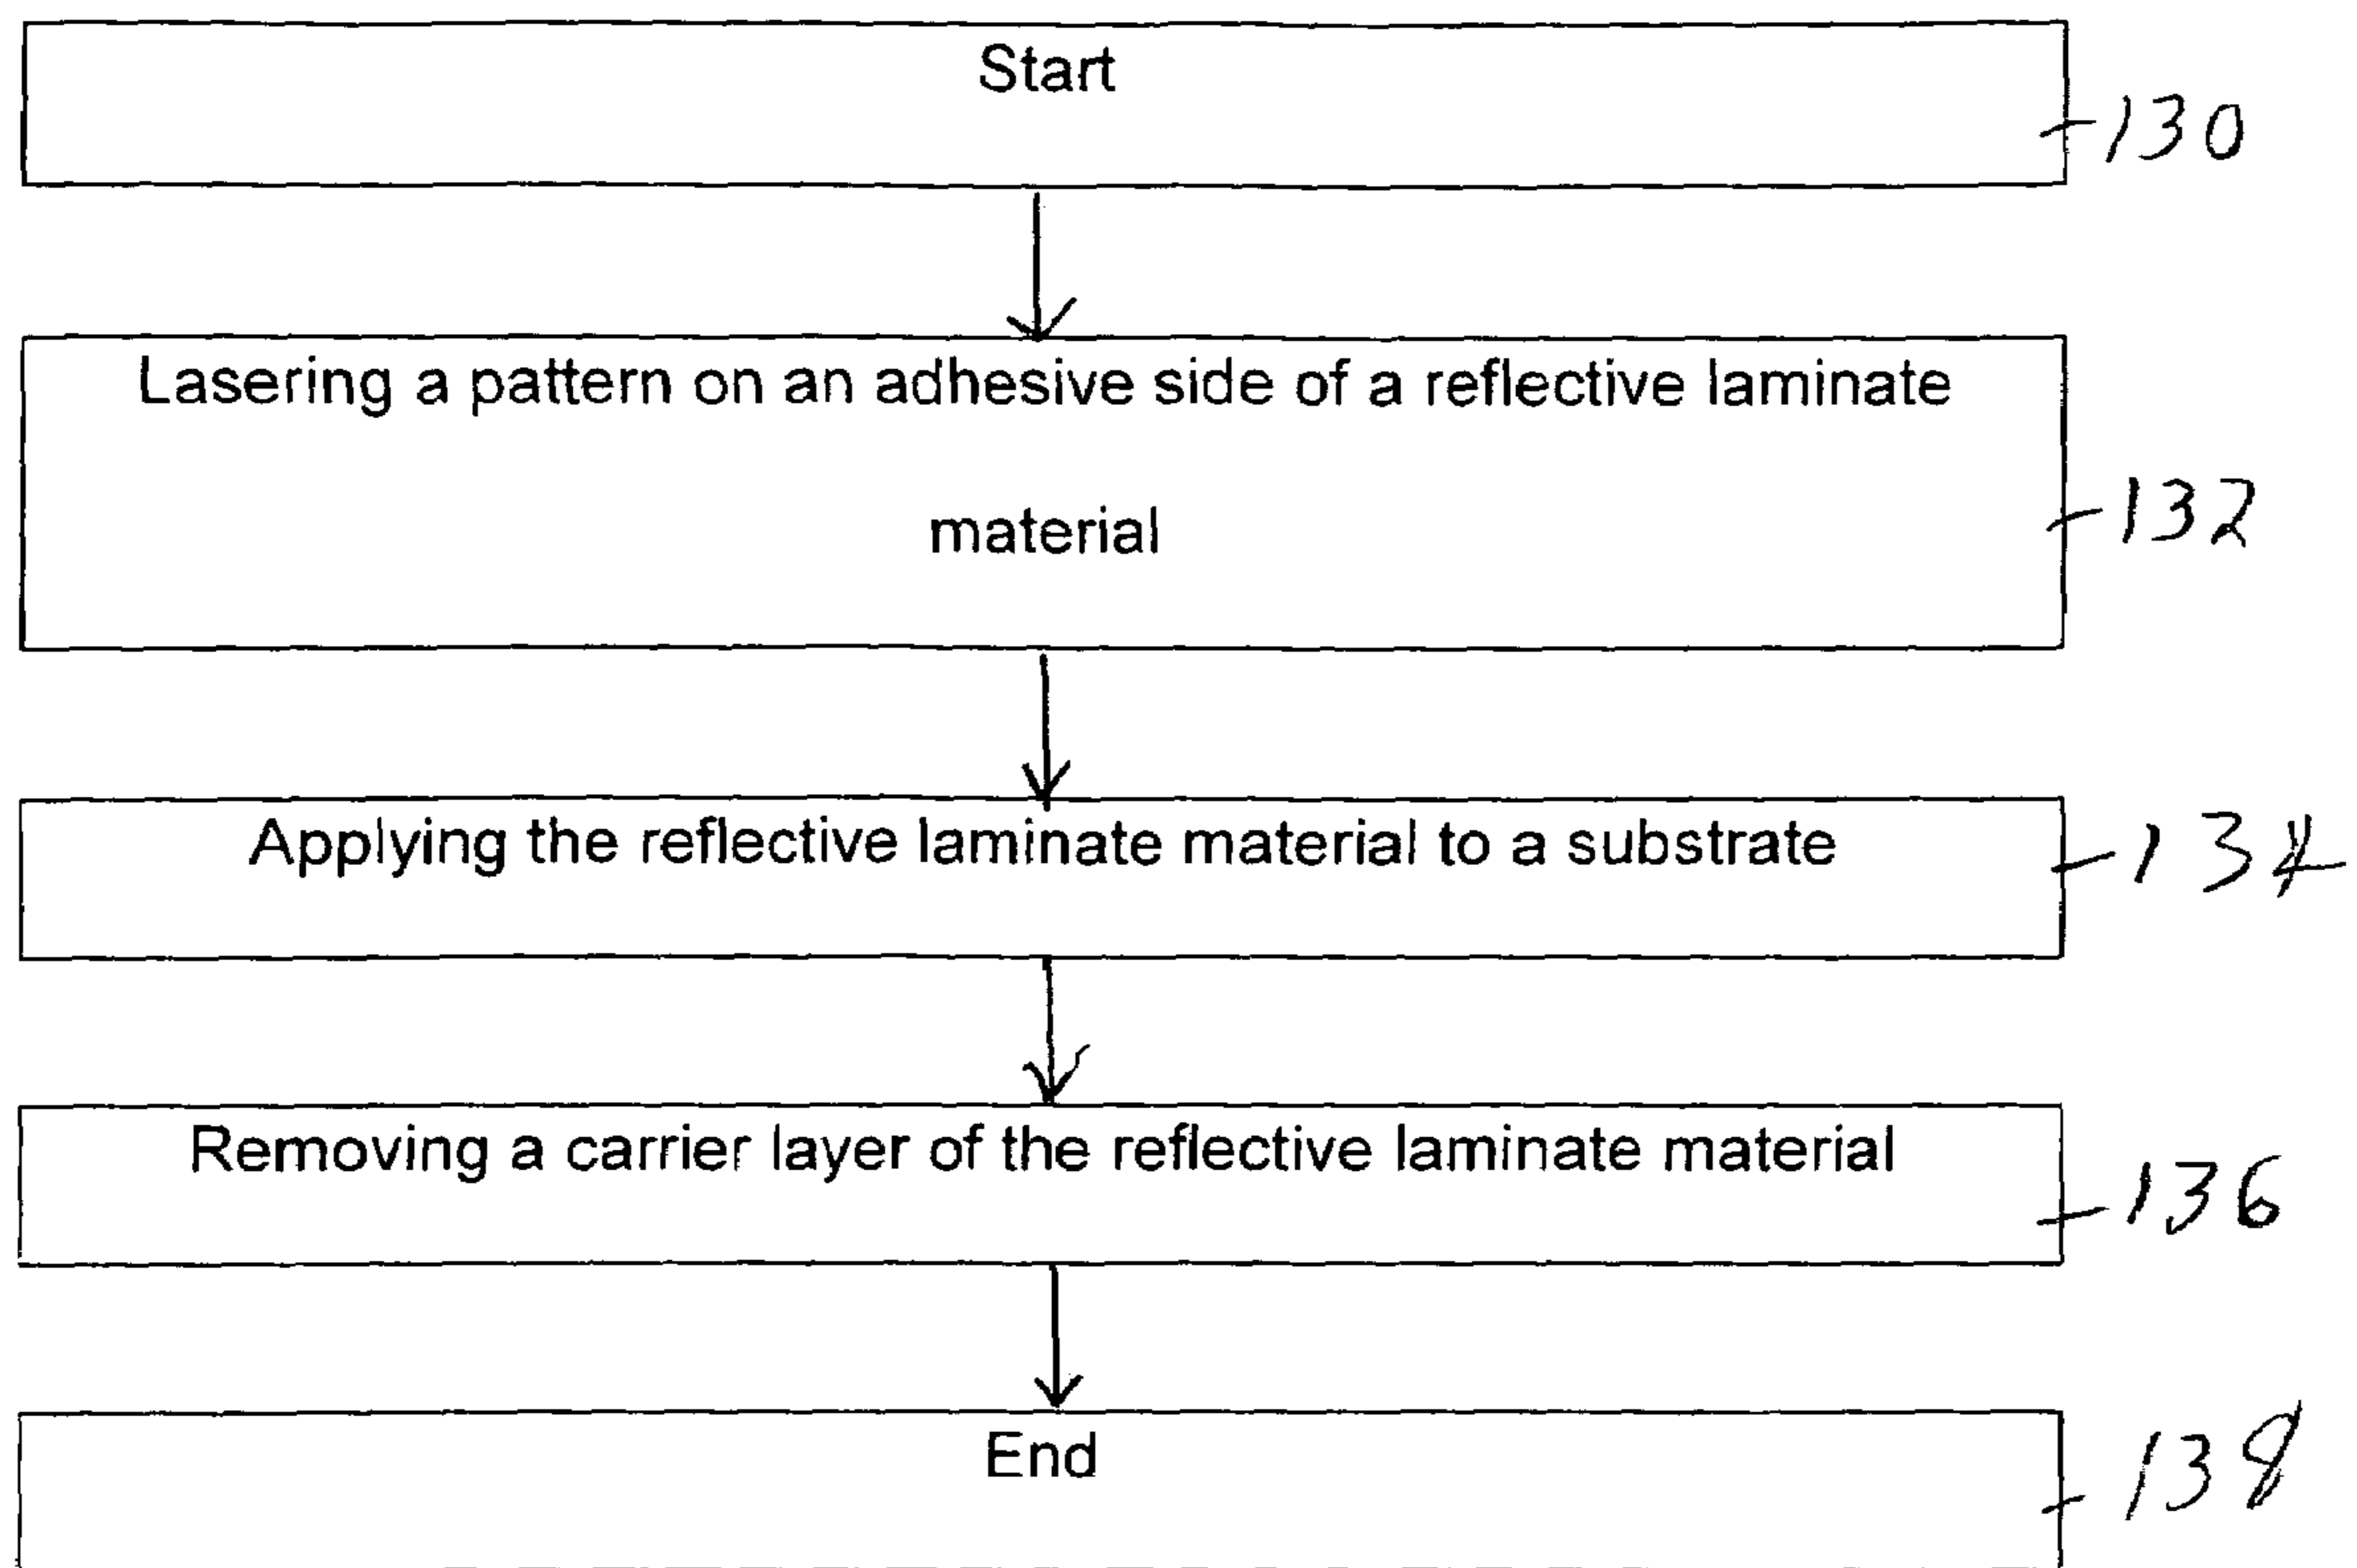 Start
130
Lasering a pattern on an adhesive side of a reflective laminate
material
132
Applying the reflective laminate material to a substrate
134
Removing a carrier layer of the reflective laminate material
136
End
138